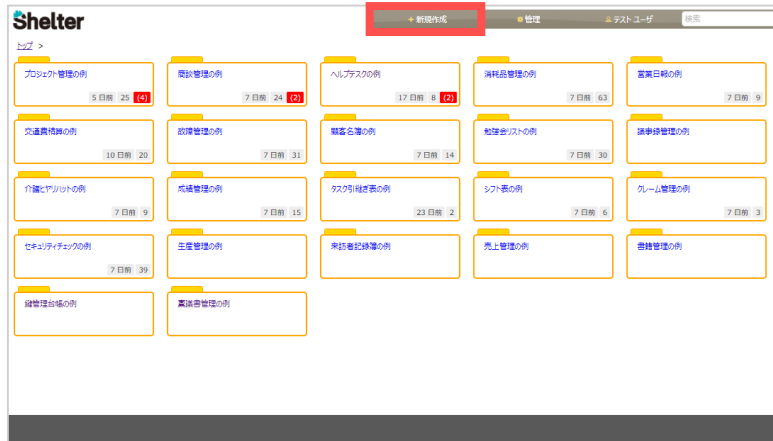 Shelter
+ 新規作成
管理
テスト ユーザ
検索
トップ >
プロジェクト管理の例
5 日前 25 (4)
商談管理の例
7 日前 24 (2)
ヘルプデスクの例
17 日前 8 (2)
消耗品管理の例
7 日前 63
営業日報の例
7 日前 9
交通費精算の例
10 日前 20
故障管理の例
7 日前 31
顧客名簿の例
7 日前 14
勉強会リストの例
7 日前 30
議事録管理の例
介護ヒヤリハットの例
7 日前 9
成績管理の例
7 日前 15
タスク引継ぎ表の例
23 日前 2
シフト表の例
7 日前 6
クレーム管理の例
7 日前 3
セキュリティチェックの例
7 日前 39
生産管理の例
来訪者記録簿の例
売上管理の例
書籍管理の例
鍵管理台帳の例
稟議書管理の例